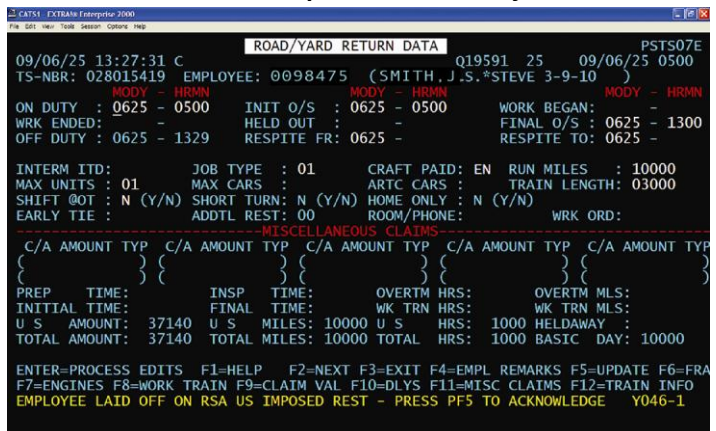 CATS1 - EXTRA!® Enterprise 2000
File Edit View Tools Session Options Help
ROAD/YARD RETURN DATA PSTS07E
09/06/25 13:27:31 C Q19591 25 09/06/25 0500
TS-NBR: 028015419 EMPLOYEE: 0098475 (SMITH,J.S.*STEVE 3-9-10 )
MODY - HRMN MODY - HRMN MODY - HRMN
ON DUTY : 0625 - 0500 INIT O/S : 0625 - 0500 WORK BEGAN: -
WRK ENDED: - HELD OUT : - FINAL O/S : 0625 - 1300
OFF DUTY : 0625 - 1329 RESPITE FR: 0625 - RESPITE TO: 0625 -
INTERM ITD: JOB TYPE : 01 CRAFT PAID: EN RUN MILES : 10000
MAX UNITS : 01 MAX CARS : ARTC CARS : TRAIN LENGTH: 03000
SHIFT @OT : N (Y/N) SHORT TURN: N (Y/N) HOME ONLY : N (Y/N)
EARLY TIE : ADDTL REST: 00 ROOM/PHONE: WRK ORD:
------------------------MISCELLANEOUS CLAIMS------------------------
C/A AMOUNT TYP C/A AMOUNT TYP C/A AMOUNT TYP C/A AMOUNT TYP C/A AMOUNT TYP
( ) ( ) ( ) ( ) ( )
( ) ( ) ( ) ( ) ( )
PREP TIME: INSP TIME: OVERTM HRS: OVERTM MLS:
INITIAL TIME: FINAL TIME: WK TRN HRS: WK TRN MLS:
U S AMOUNT: 37140 U S MILES: 10000 U S HRS: 1000 HELDAWAY :
TOTAL AMOUNT: 37140 TOTAL MILES: 10000 TOTAL HRS: 1000 BASIC DAY: 10000
ENTER=PROCESS EDITS F1=HELP F2=NEXT F3=EXIT F4=EMPL REMARKS F5=UPDATE F6=FRA
F7=ENGINES F8=WORK TRAIN F9=CLAIM VAL F10=DLYS F11=MISC CLAIMS F12=TRAIN INFO
EMPLOYEE LAID OFF ON RSA US IMPOSED REST - PRESS PF5 TO ACKNOWLEDGE Y046-1